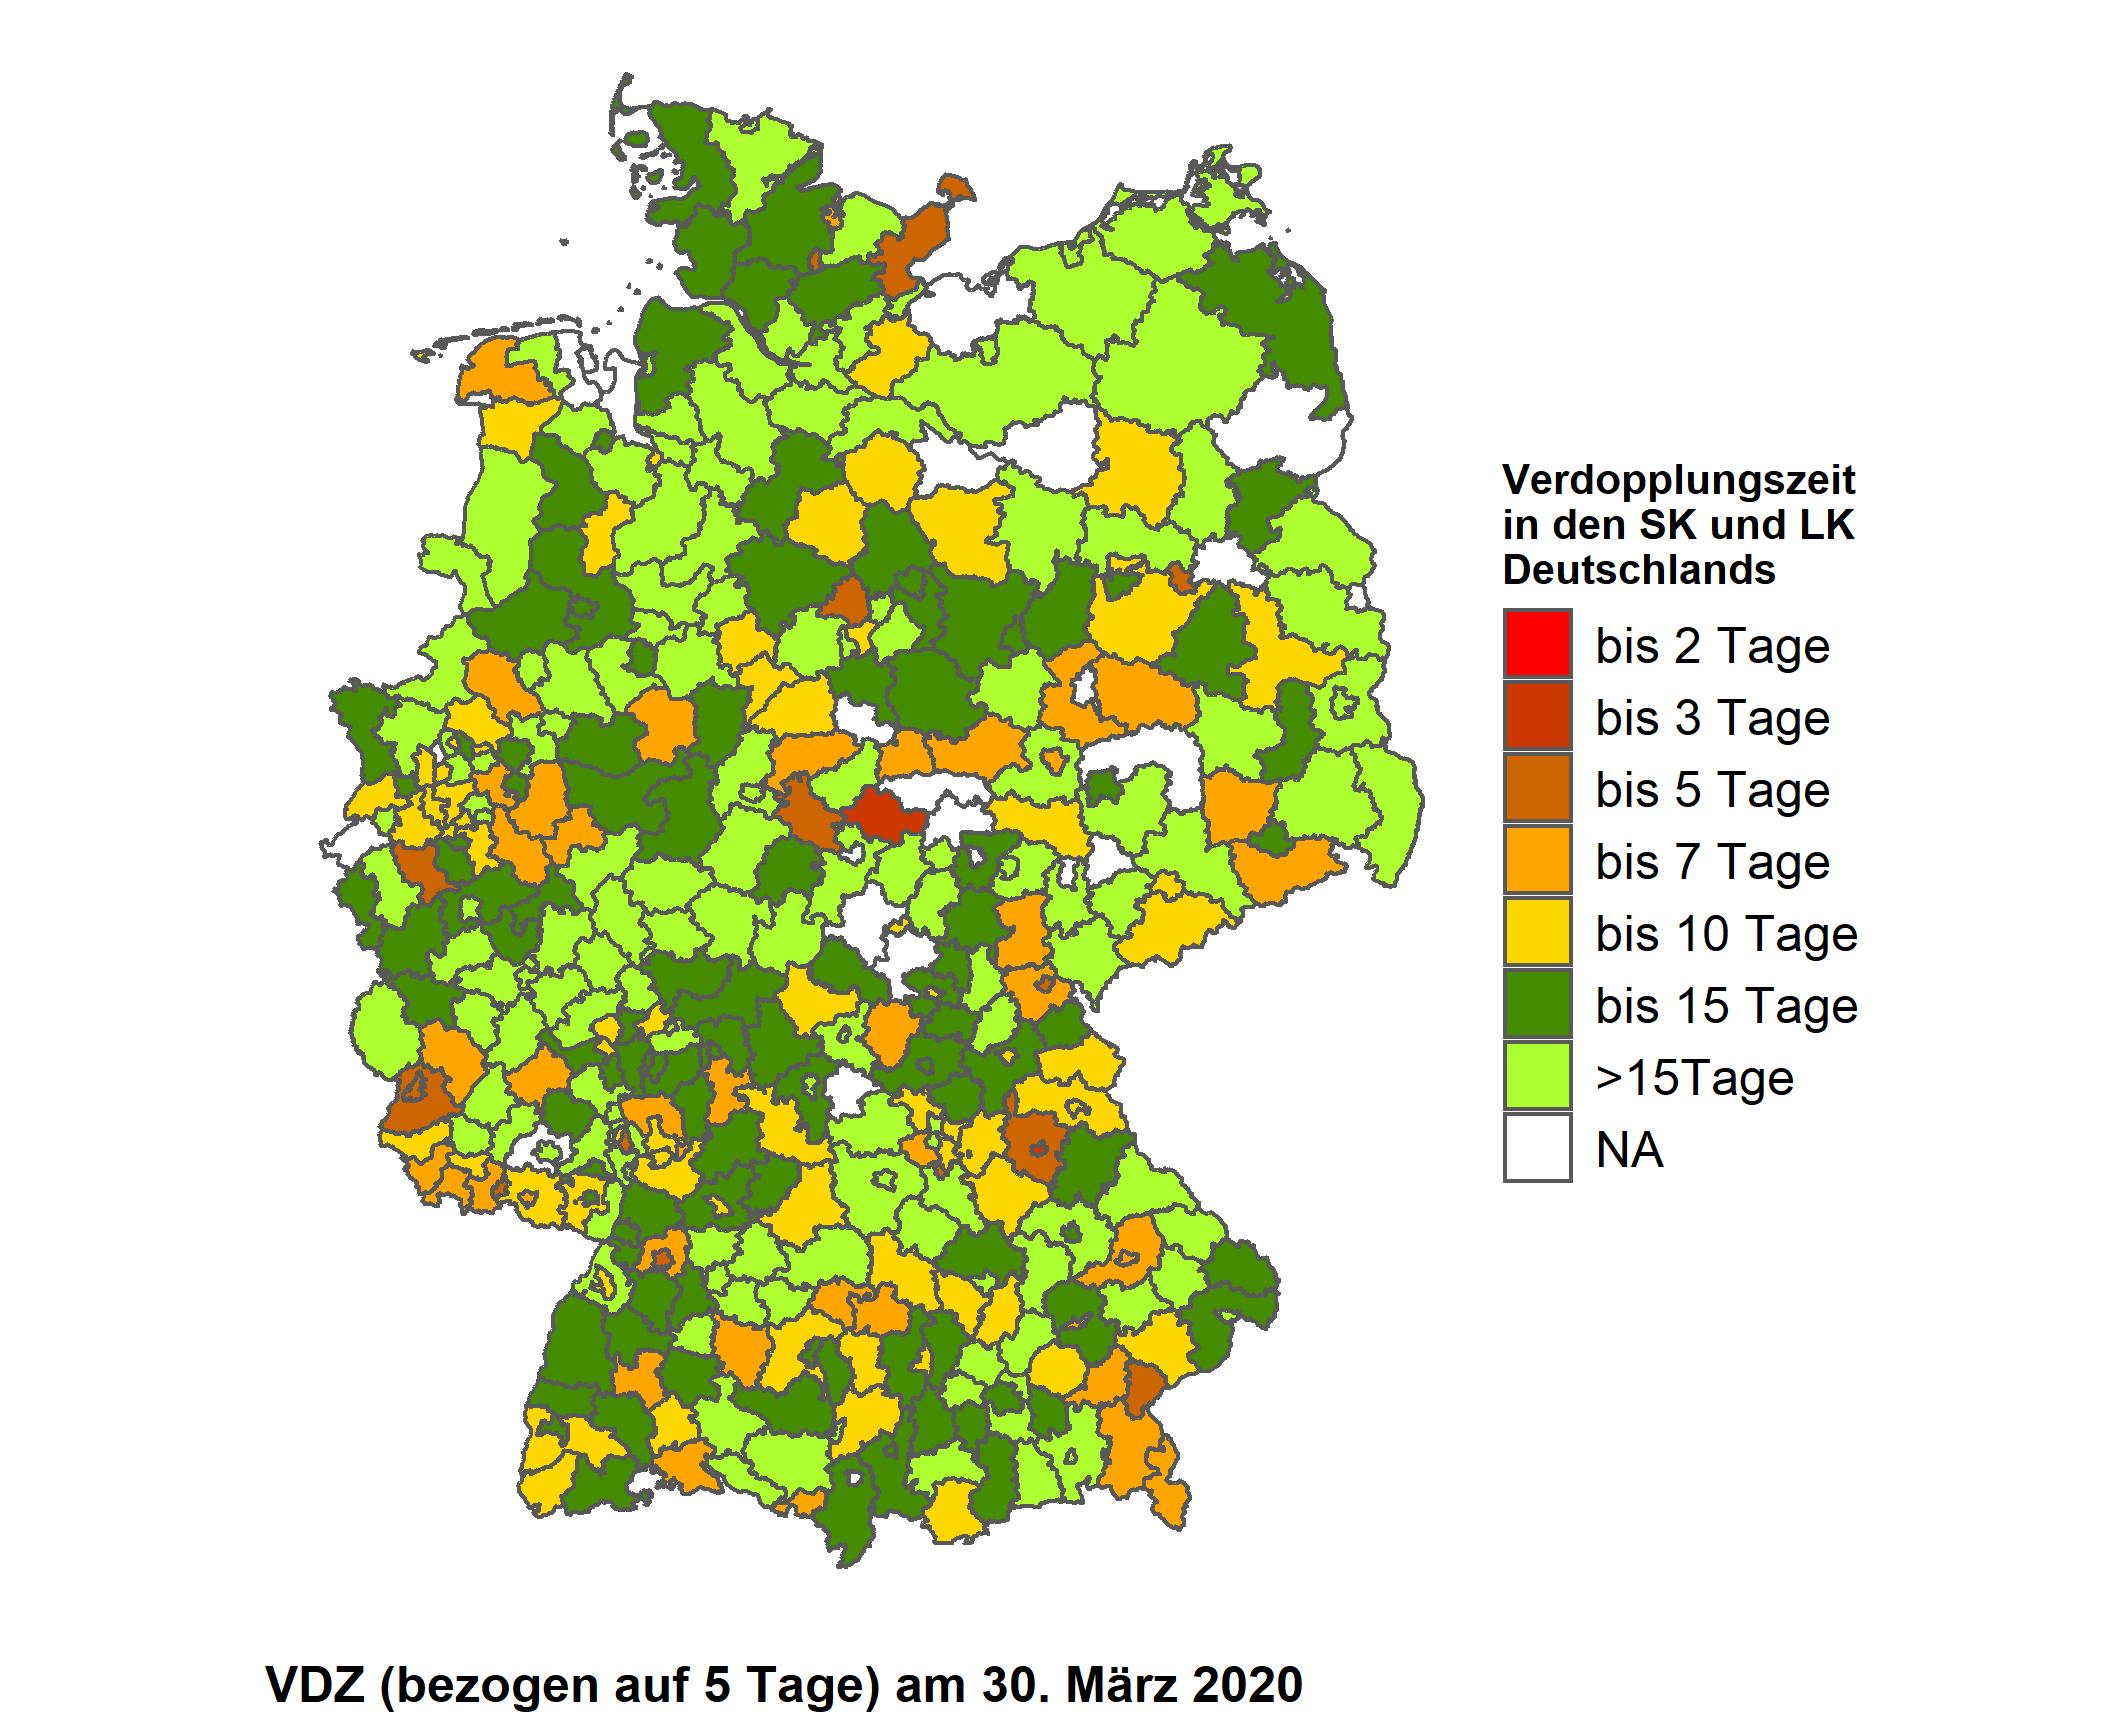 Verdopplungszeit
in den SK und LK
Deutschlands
bis 2 Tage
bis 3 Tage
bis 5 Tage
bis 7 Tage
bis 10 Tage
bis 15 Tage
>15Tage
NA
VDZ (bezogen auf 5 Tage) am 30. März 2020